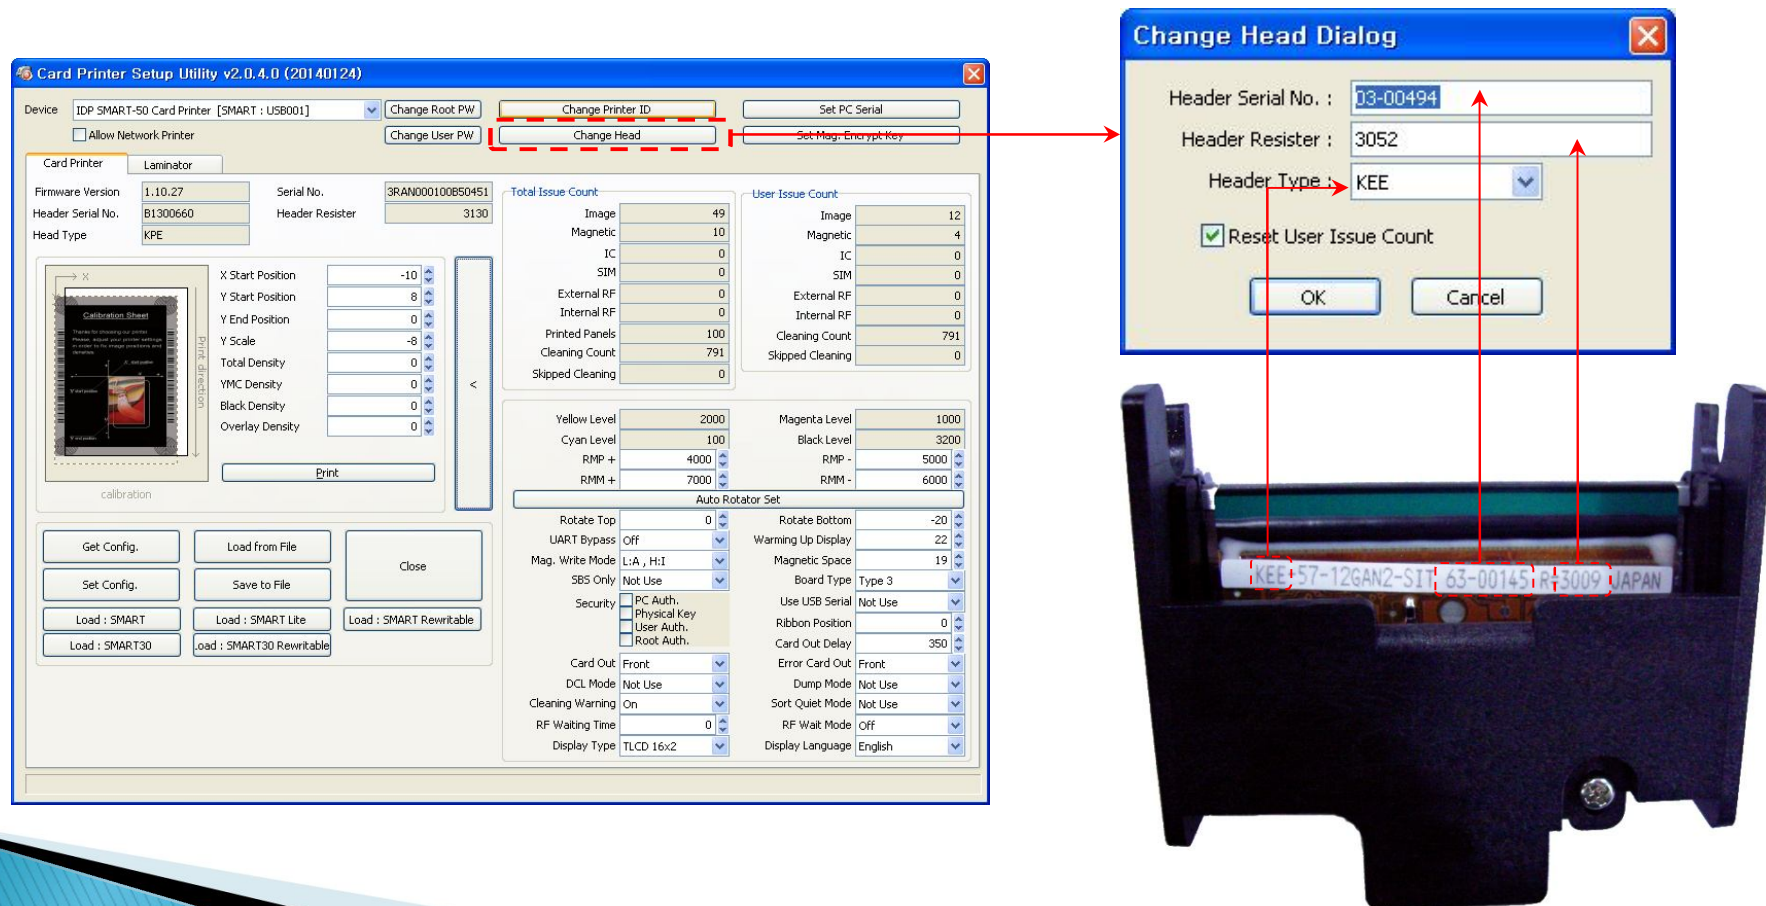 Card Printer Setup Utility v2.0.4.0 (20140124)
Device IDP SMART-50 Card Printer [SMART : USB001] Change Root PW Change Printer ID Set PC Serial
Allow Network Printer Change User PW Change Head Set Mag. Encrypt Key
Card Printer Laminator
Firmware Version 1.10.27 Serial No. 3RAN000100B50451
Header Serial No. B1300660 Header Resister 3130
Head Type KPE
X
Calibration Sheet
Print direction
calibration
X Start Position -10
Y Start Position 8
Y End Position 0
Y Scale -8
Total Density 0
YMC Density 0
Black Density 0
Overlay Density 0
Print
<
Get Config. Load from File Close
Set Config. Save to File
Load : SMART Load : SMART Lite Load : SMART Rewritable
Load : SMART30 Load : SMART30 Rewritable
Total Issue Count
Image 49
Magnetic 10
IC 0
SIM 0
External RF 0
Internal RF 0
Printed Panels 100
Cleaning Count 791
Skipped Cleaning 0
User Issue Count
Image 12
Magnetic 4
IC 0
SIM 0
External RF 0
Internal RF 0
Cleaning Count 791
Skipped Cleaning 0
Yellow Level 2000 Magenta Level 1000
Cyan Level 100 Black Level 3200
RMP + 4000 RMP - 5000
RMM + 7000 RMM - 6000
Auto Rotator Set
Rotate Top 0 Rotate Bottom -20
UART Bypass Off Warming Up Display 22
Mag. Write Mode L:A , H:I Magnetic Space 19
SBS Only Not Use Board Type Type 3
Security PC Auth. Use USB Serial Not Use
Physical Key
User Auth. Ribbon Position 0
Root Auth. Card Out Delay 350
Card Out Front Error Card Out Front
DCL Mode Not Use Dump Mode Not Use
Cleaning Warning On Sort Quiet Mode Not Use
RF Waiting Time 0 RF Wait Mode Off
Display Type TLCD 16x2 Display Language English
Change Head Dialog
Header Serial No. : 03-00494
Header Resister : 3052
Header Type : KEE
Reset User Issue Count
OK Cancel
KEE-57-12GAN2-SIT 63-00145 R=3009 JAPAN